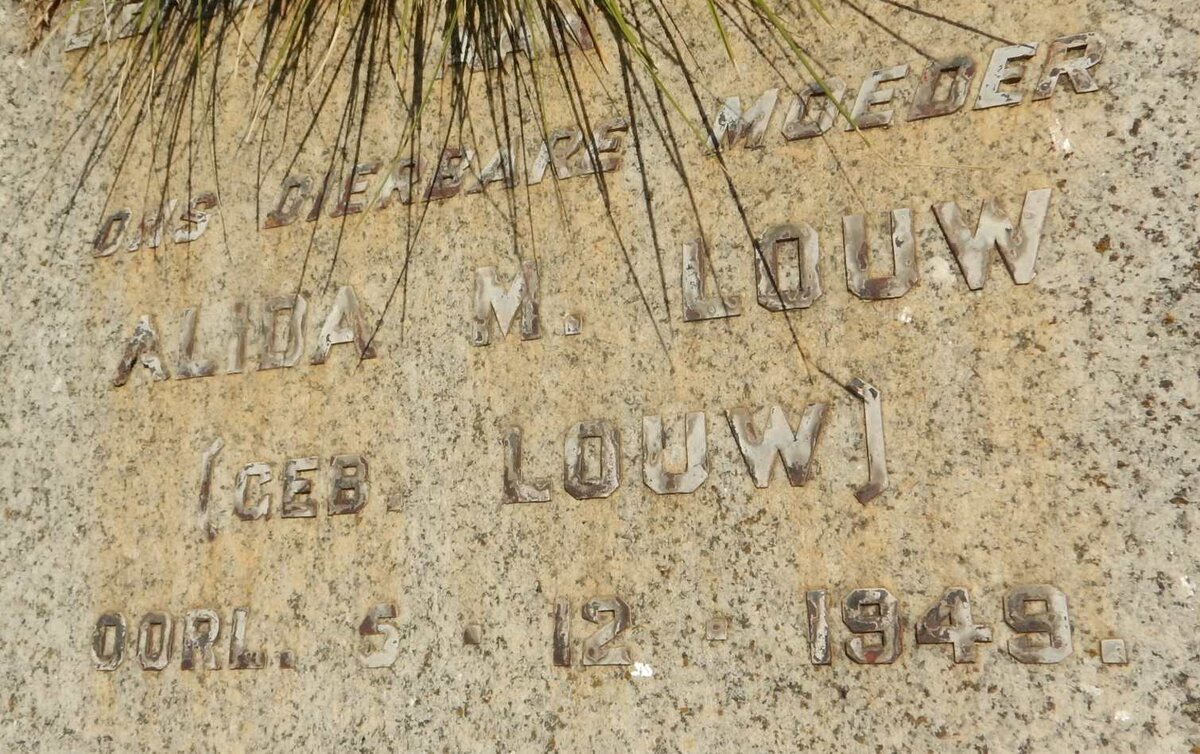 ONS DIERBARE MOEDER
ALIDA M. LOUW
(GEB. LOUW)
OORL. 5 · 12 · 1949.